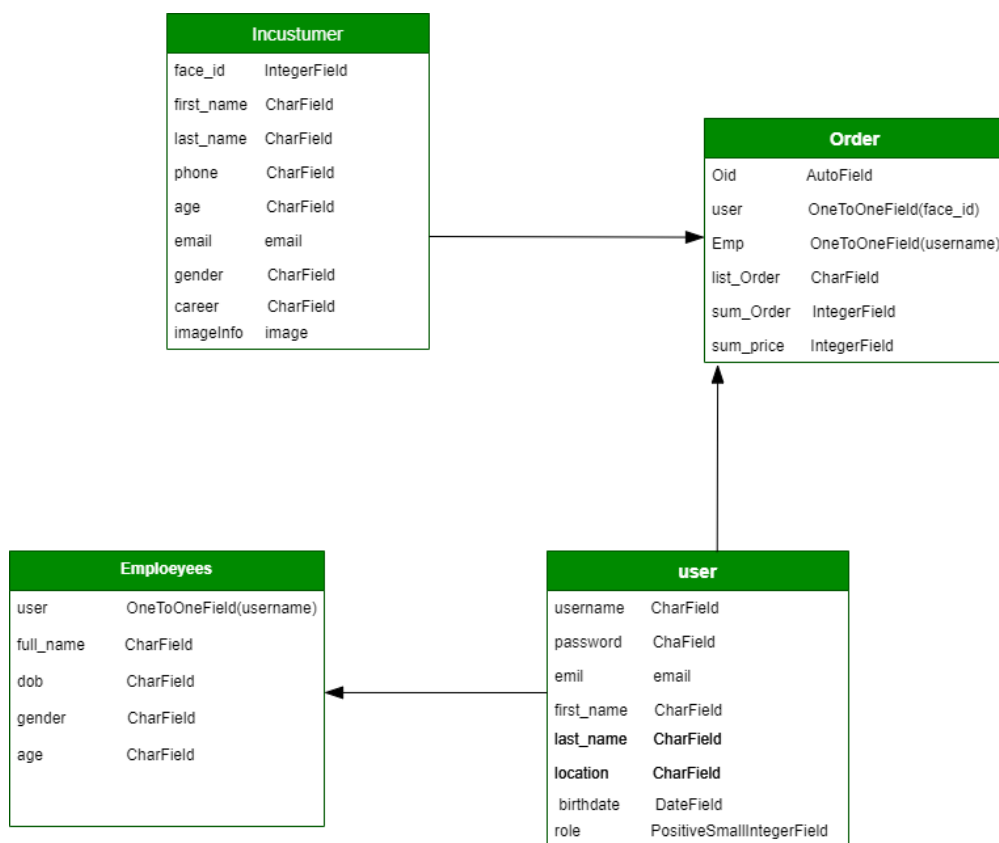 Incustumer
face_id IntegerField
first_name CharField
last_name CharField
phone CharField
age CharField
email email
gender CharField
career CharField
imageInfo image
Order
Oid AutoField
user OneToOneField(face_id)
Emp OneToOneField(username)
list_Order CharField
sum_Order IntegerField
sum_price IntegerField
Emploeyees
user OneToOneField(username)
full_name CharField
dob CharField
gender CharField
age CharField
user
username CharField
password ChaField
emil email
first_name CharField
last_name CharField
location CharField
birthdate DateField
role PositiveSmallIntegerField